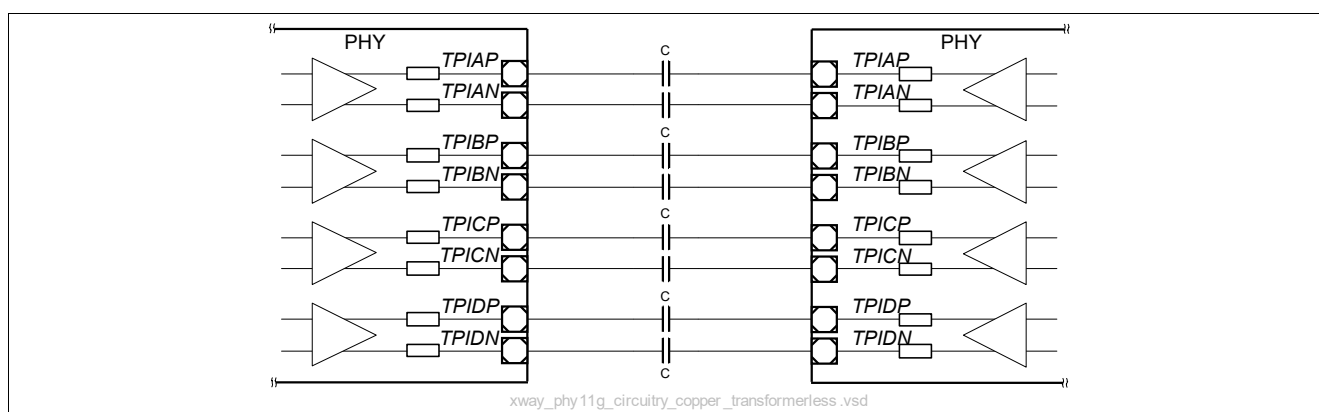 PHY
PHY
C
TPIAP
TPIAP
TPIAN
TPIAN
C
TPIBP
TPIBP
TPIBN
TPIBN
C
TPICP
TPICP
TPICN
TPICN
C
TPIDP
TPIDP
TPIDN
TPIDN
C
xway_phy11g_circuitry_copper_transformerless.vsd